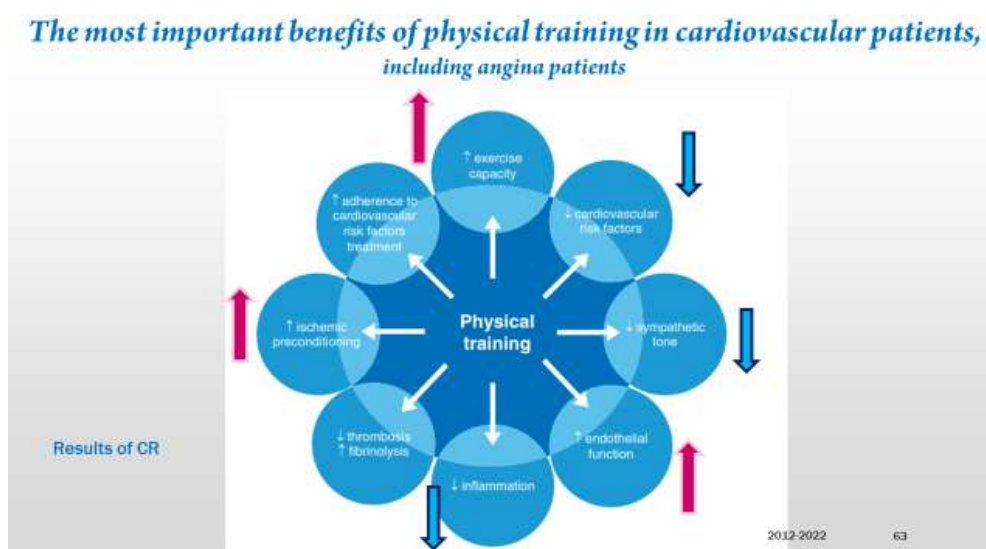 The most important benefits of physical training in cardiovascular patients,
including angina patients
↑ exercise
capacity
↓ cardiovascular
risk factors
↓ sympathetic
tone
↑ endothelial
function
↓ inflammation
↓ thrombosis
↑ fibrinolysis
↑ ischemic
preconditioning
↑ adherence to
cardiovascular
risk factors
treatment
Physical
training
Results of CR
2012-2022
63